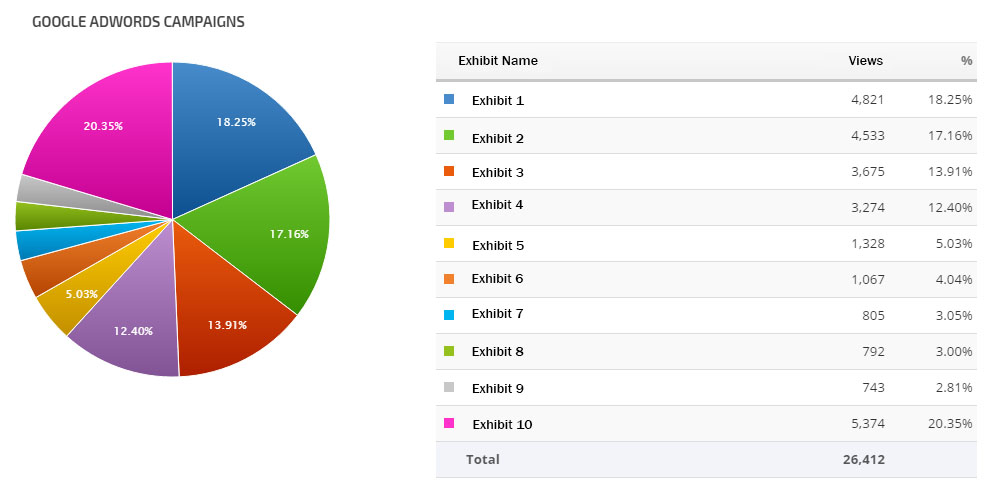 GOOGLE ADWORDS CAMPAIGNS
20.35%
18.25%
17.16%
5.03%
12.40%
13.91%
Exhibit Name Views %
Exhibit 1 4,821 18.25%
Exhibit 2 4,533 17.16%
Exhibit 3 3,675 13.91%
Exhibit 4 3,274 12.40%
Exhibit 5 1,328 5.03%
Exhibit 6 1,067 4.04%
Exhibit 7 805 3.05%
Exhibit 8 792 3.00%
Exhibit 9 743 2.81%
Exhibit 10 5,374 20.35%
Total 26,412